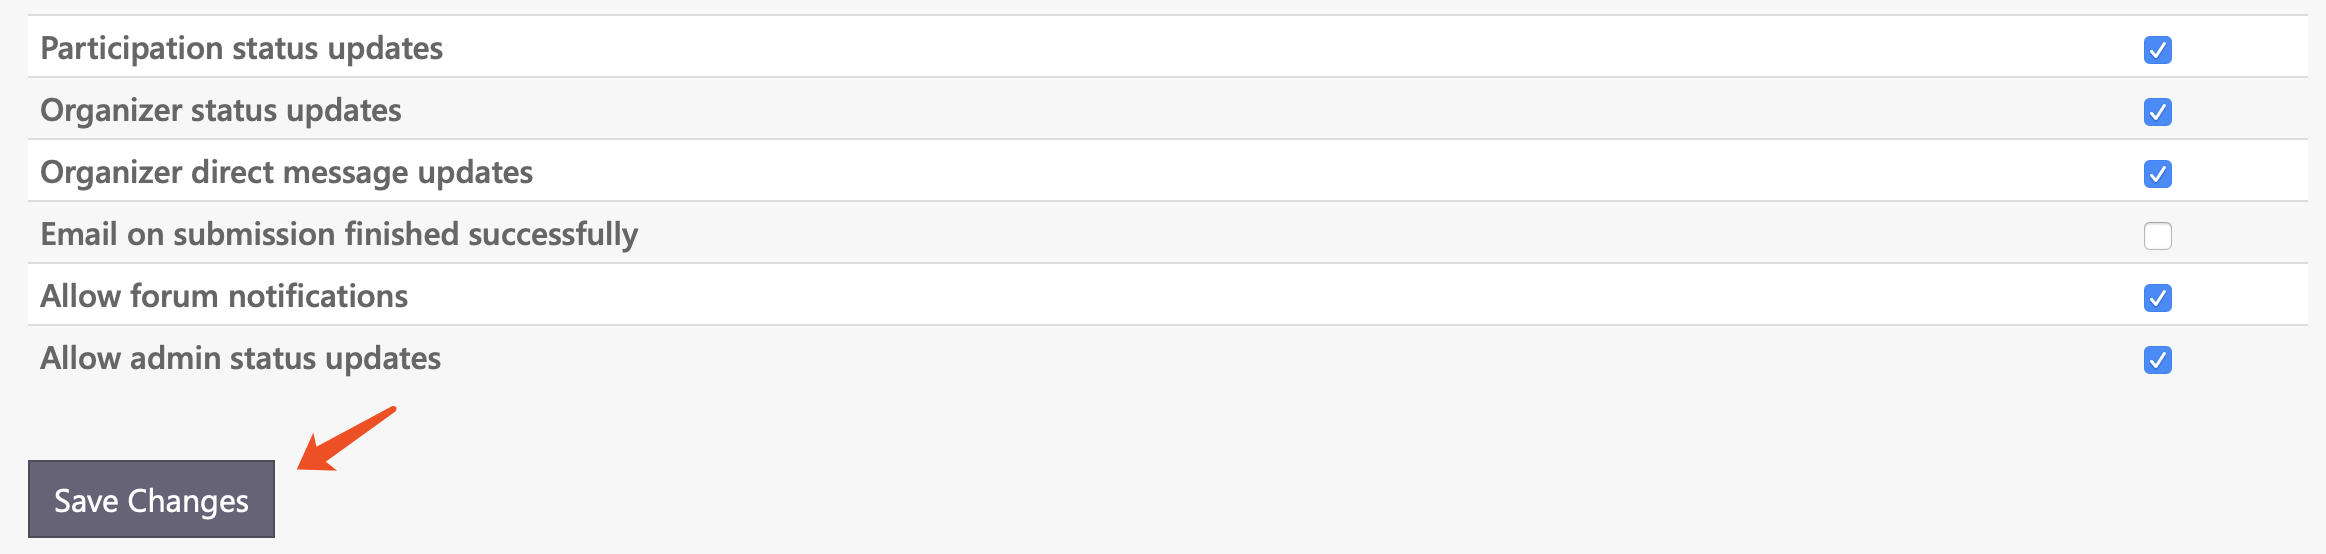 Participation status updates
Organizer status updates
Organizer direct message updates
Email on submission finished successfully
Allow forum notifications
Allow admin status updates
Save Changes